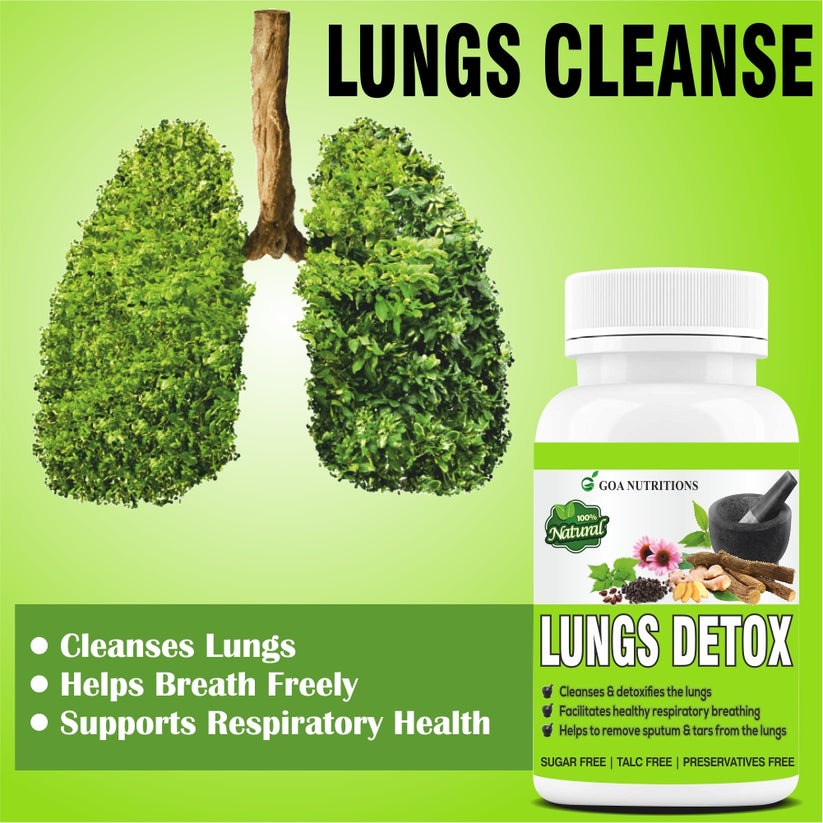 LUNGS CLEANSE
GOA NUTRITIONS
100%
Natural
LUNGS DETOX
Cleanses & detoxifies the lungs
Facilitates healthy respiratory breathing
Helps to remove sputum & tars from the lungs
SUGAR FREE | TALC FREE | PRESERVATIVES FREE
• Cleanses Lungs
• Helps Breath Freely
• Supports Respiratory Health